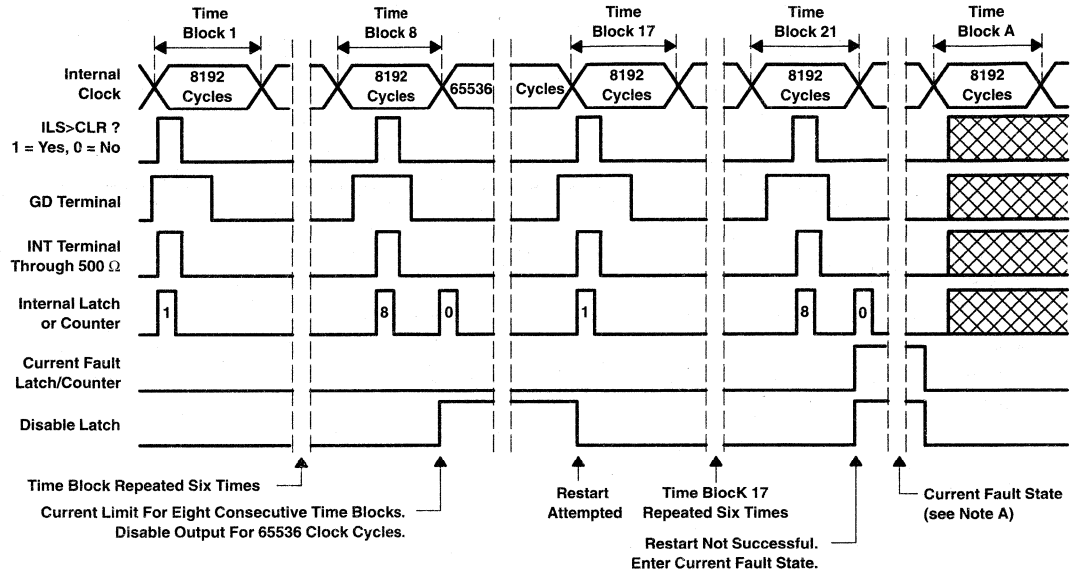 Time
Block 1
Time
Block 8
Time
Block 17
Time
Block 21
Time
Block A
Internal
Clock
8192
Cycles
8192
Cycles
65536
Cycles
8192
Cycles
8192
Cycles
8192
Cycles
ILS>CLR ?
1 = Yes, 0 = No
GD Terminal
INT Terminal
Through 500 Ω
Internal Latch
or Counter
1
8
0
1
8
0
Current Fault
Latch/Counter
Disable Latch
Time Block Repeated Six Times
Current Limit For Eight Consecutive Time Blocks.
Disable Output For 65536 Clock Cycles.
Restart
Attempted
Time BlocK 17
Repeated Six Times
Restart Not Successful.
Enter Current Fault State.
Current Fault State
(see Note A)